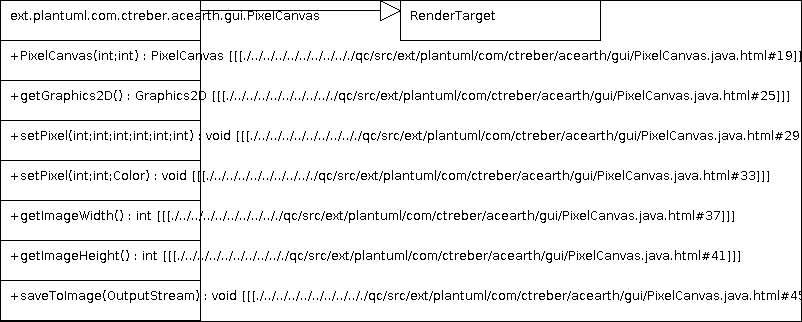 ext.plantuml.com.ctreber.acearth.gui.PixelCanvas
RenderTarget
+PixelCanvas(int;int) : PixelCanvas [[[./../../../../../../../../././qc/src/ext/plantuml/com/ctreber/acearth/gui/PixelCanvas.java.html#19]]]
+getGraphics2D() : Graphics2D [[[./../../../../../../../../././qc/src/ext/plantuml/com/ctreber/acearth/gui/PixelCanvas.java.html#25]]]
+setPixel(int;int;int;int;int;int) : void [[[./../../../../../../../../././qc/src/ext/plantuml/com/ctreber/acearth/gui/PixelCanvas.java.html#29
+setPixel(int;int;Color) : void [[[./../../../../../../../../././qc/src/ext/plantuml/com/ctreber/acearth/gui/PixelCanvas.java.html#33]]]
+getImageWidth() : int [[[./../../../../../../../../././qc/src/ext/plantuml/com/ctreber/acearth/gui/PixelCanvas.java.html#37]]]
+getImageHeight() : int [[[./../../../../../../../../././qc/src/ext/plantuml/com/ctreber/acearth/gui/PixelCanvas.java.html#41]]]
+saveToImage(OutputStream) : void [[[./../../../../../../../../././qc/src/ext/plantuml/com/ctreber/acearth/gui/PixelCanvas.java.html#45